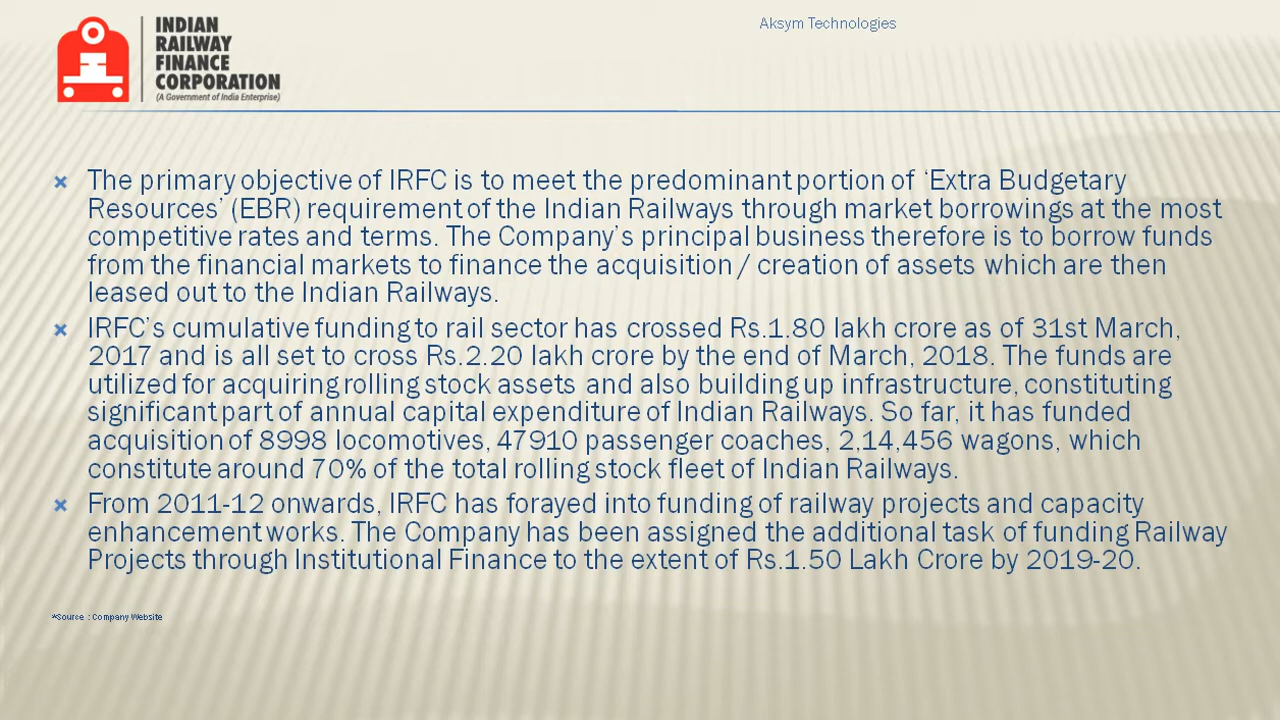 INDIAN
RAILWAY
FINANCE
CORPORATION
(A Government of India Enterprise)
Aksym Technologies
The primary objective of IRFC is to meet the predominant portion of ‘Extra Budgetary
Resources’ (EBR) requirement of the Indian Railways through market borrowings at the most
competitive rates and terms. The Company’s principal business therefore is to borrow funds
from the financial markets to finance the acquisition / creation of assets which are then
leased out to the Indian Railways.
IRFC’s cumulative funding to rail sector has crossed Rs.1.80 lakh crore as of 31st March,
2017 and is all set to cross Rs.2.20 lakh crore by the end of March, 2018. The funds are
utilized for acquiring rolling stock assets and also building up infrastructure, constituting
significant part of annual capital expenditure of Indian Railways. So far, it has funded
acquisition of 8998 locomotives, 47910 passenger coaches, 2,14,456 wagons, which
constitute around 70% of the total rolling stock fleet of Indian Railways.
From 2011-12 onwards, IRFC has forayed into funding of railway projects and capacity
enhancement works. The Company has been assigned the additional task of funding Railway
Projects through Institutional Finance to the extent of Rs.1.50 Lakh Crore by 2019-20.
*Source : Company Website